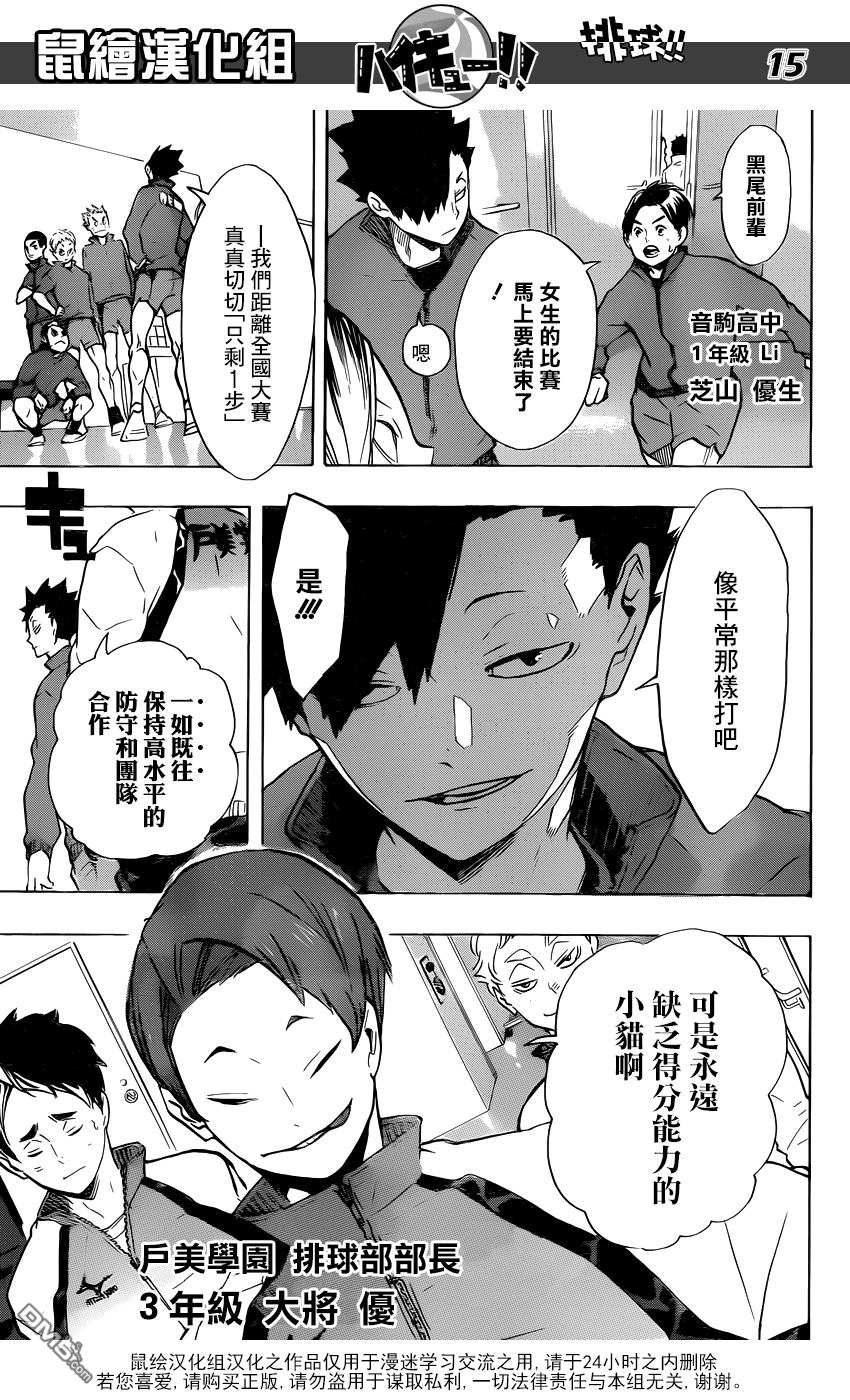 鼠繪漢化組
ハイキュー!!
排球!!
15
黑尾前輩
音駒高中
1年級 Li
芝山 優生
女生的比賽
馬上要結束了
！
嗯
—我們距離全國大賽
真真切切「只剩1步」
像平常那樣打吧
是!!!
キュ
戶美
一如既往
保持高水平的
防守和團隊
合作
可是永遠
缺乏得分能力的
小貓啊
戶美學園 排球部部長
3年級 大將 優
鼠绘汉化组汉化之作品仅用于漫迷学习交流之用, 请于24小时之内删除
若您喜爱, 请购买正版, 请勿盗用于谋取私利, 一切法律责任与本组无关, 谢谢。